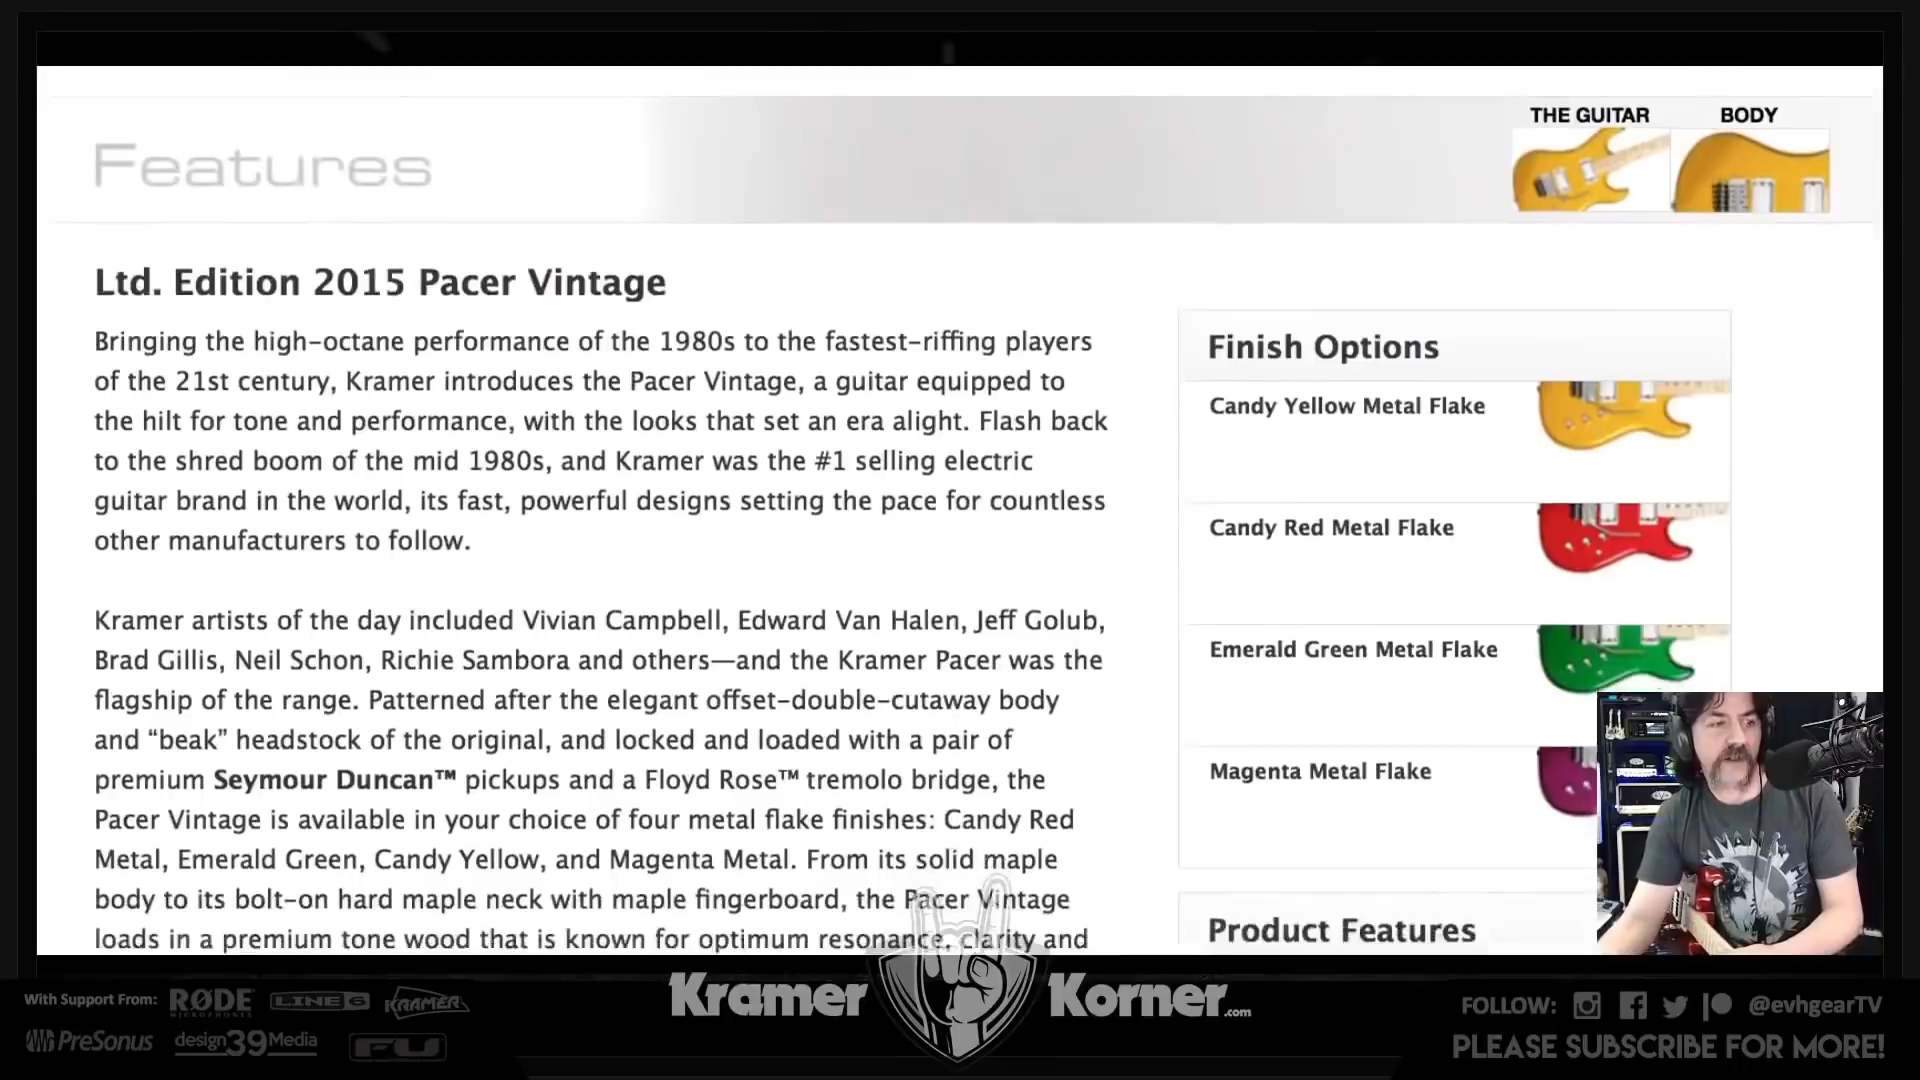 THE GUITAR
BODY
Features
Ltd. Edition 2015 Pacer Vintage
Bringing the high-octane performance of the 1980s to the fastest-riffing players
of the 21st century, Kramer introduces the Pacer Vintage, a guitar equipped to
the hilt for tone and performance, with the looks that set an era alight. Flash back
to the shred boom of the mid 1980s, and Kramer was the #1 selling electric
guitar brand in the world, its fast, powerful designs setting the pace for countless
other manufacturers to follow.
Kramer artists of the day included Vivian Campbell, Edward Van Halen, Jeff Golub,
Brad Gillis, Neil Schon, Richie Sambora and others—and the Kramer Pacer was the
flagship of the range. Patterned after the elegant offset-double-cutaway body
and “beak” headstock of the original, and locked and loaded with a pair of
premium Seymour Duncan™ pickups and a Floyd Rose™ tremolo bridge, the
Pacer Vintage is available in your choice of four metal flake finishes: Candy Red
Metal, Emerald Green, Candy Yellow, and Magenta Metal. From its solid maple
body to its bolt-on hard maple neck with maple fingerboard, the Pacer Vintage
loads in a premium tone wood that is known for optimum resonance, clarity and
Finish Options
Candy Yellow Metal Flake
Candy Red Metal Flake
Emerald Green Metal Flake
Magenta Metal Flake
Product Features
With Support From: RØDE MICROPHONES LINE 6 KRAMER
PreSonus design39Media FU
Kramer Korner.com
FOLLOW: @evhgearTV
PLEASE SUBSCRIBE FOR MORE!